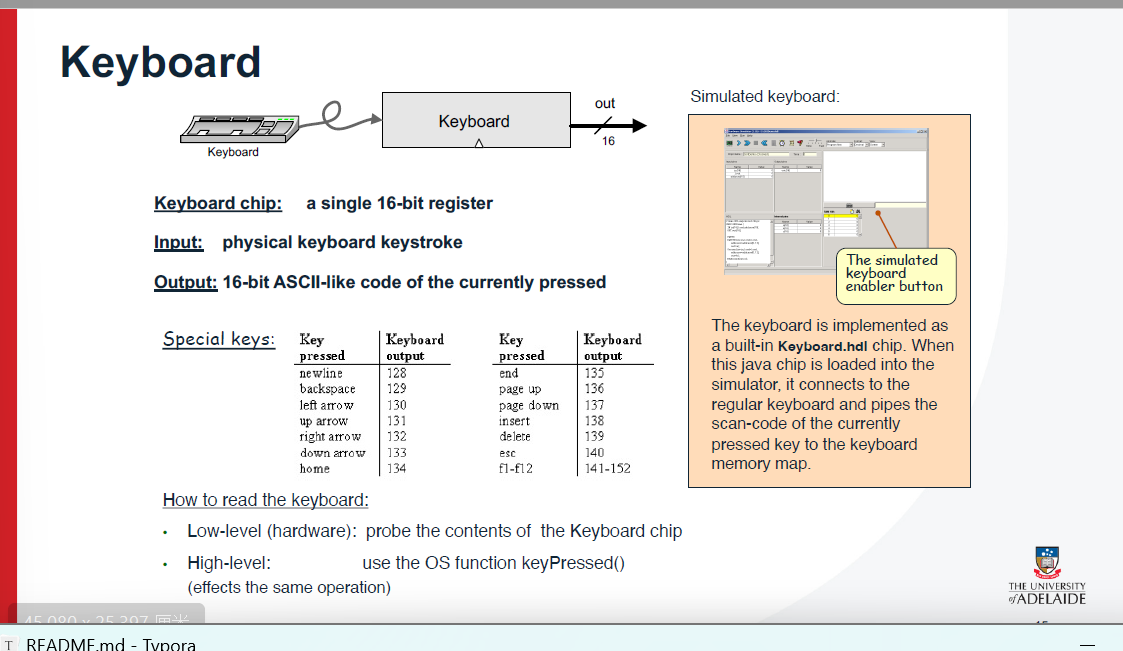 Keyboard
Simulated keyboard:
Keyboard
out
16
Keyboard
The simulated
keyboard
enabler button
Keyboard chip: a single 16-bit register
Input: physical keyboard keystroke
Output: 16-bit ASCII-like code of the currently pressed
Special keys:
Key pressed Keyboard output
newline 128
backspace 129
left arrow 130
up arrow 131
right arrow 132
down arrow 133
home 134
Key pressed Keyboard output
end 135
page up 136
page down 137
insert 138
delete 139
esc 140
f1-f12 141-152
The keyboard is implemented as
a built-in Keyboard.hdl chip. When
this java chip is loaded into the
simulator, it connects to the
regular keyboard and pipes the
scan-code of the currently
pressed key to the keyboard
memory map.
How to read the keyboard:
• Low-level (hardware): probe the contents of the Keyboard chip
• High-level: use the OS function keyPressed()
(effects the same operation)
THE UNIVERSITY
of ADELAIDE
45.080 x 25.397 厘米
T README.md - Typora